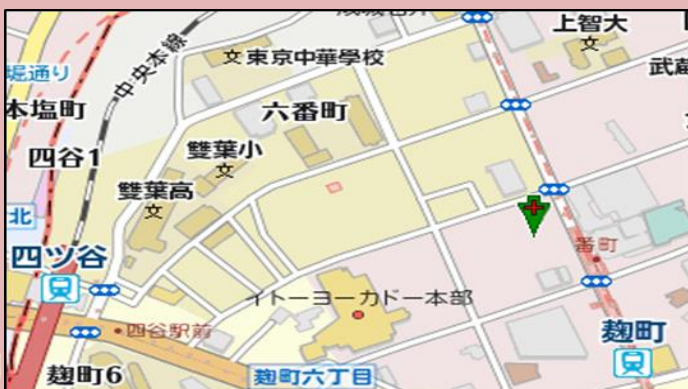 上智大
東京中華學校
堀通り
中央本線
武蔵
本塩町
六番町
四谷1
雙葉小
雙葉高
北
四ツ谷
番町
イトーヨーカドー本部
四谷駅前
麹町
麹町6
麹町六丁目